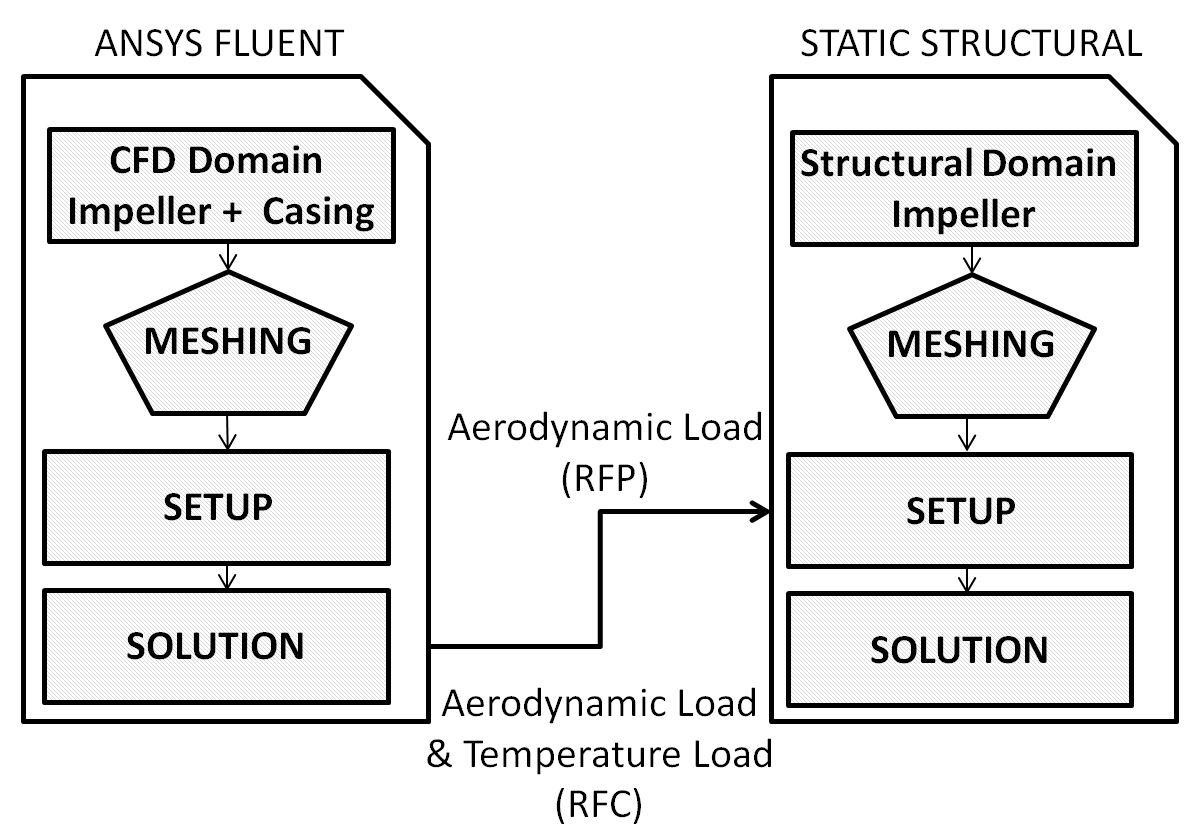 ANSYS FLUENT
CFD Domain
Impeller + Casing
MESHING
SETUP
SOLUTION
Aerodynamic Load
(RFP)
Aerodynamic Load
& Temperature Load
(RFC)
STATIC STRUCTURAL
Structural Domain
Impeller
MESHING
SETUP
SOLUTION